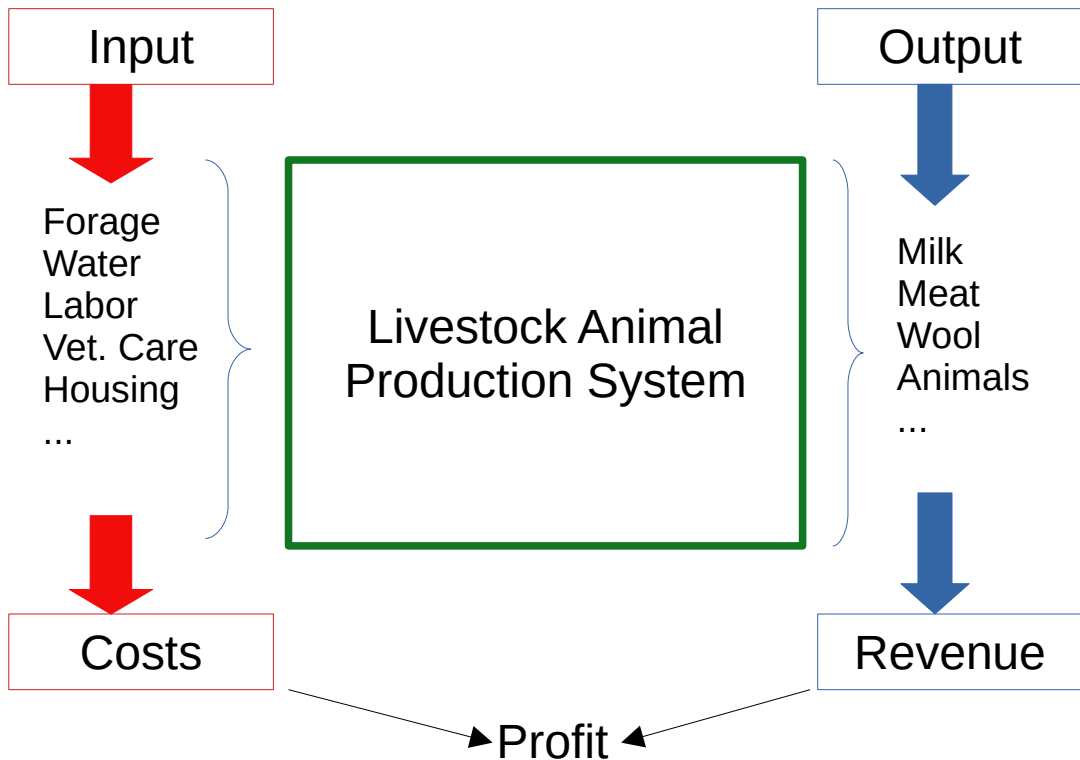 Input
Output
Forage
Water
Labor
Vet. Care
Housing
...
Livestock Animal
Production System
Milk
Meat
Wool
Animals
...
Costs
Revenue
Profit